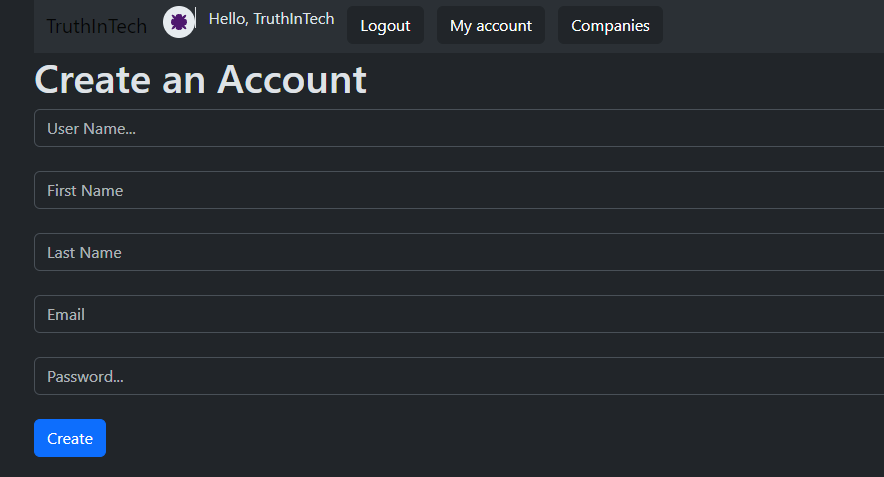 TruthInTech Hello, TruthInTech Logout My account Companies
Create an Account
User Name...
First Name
Last Name
Email
Password...
Create